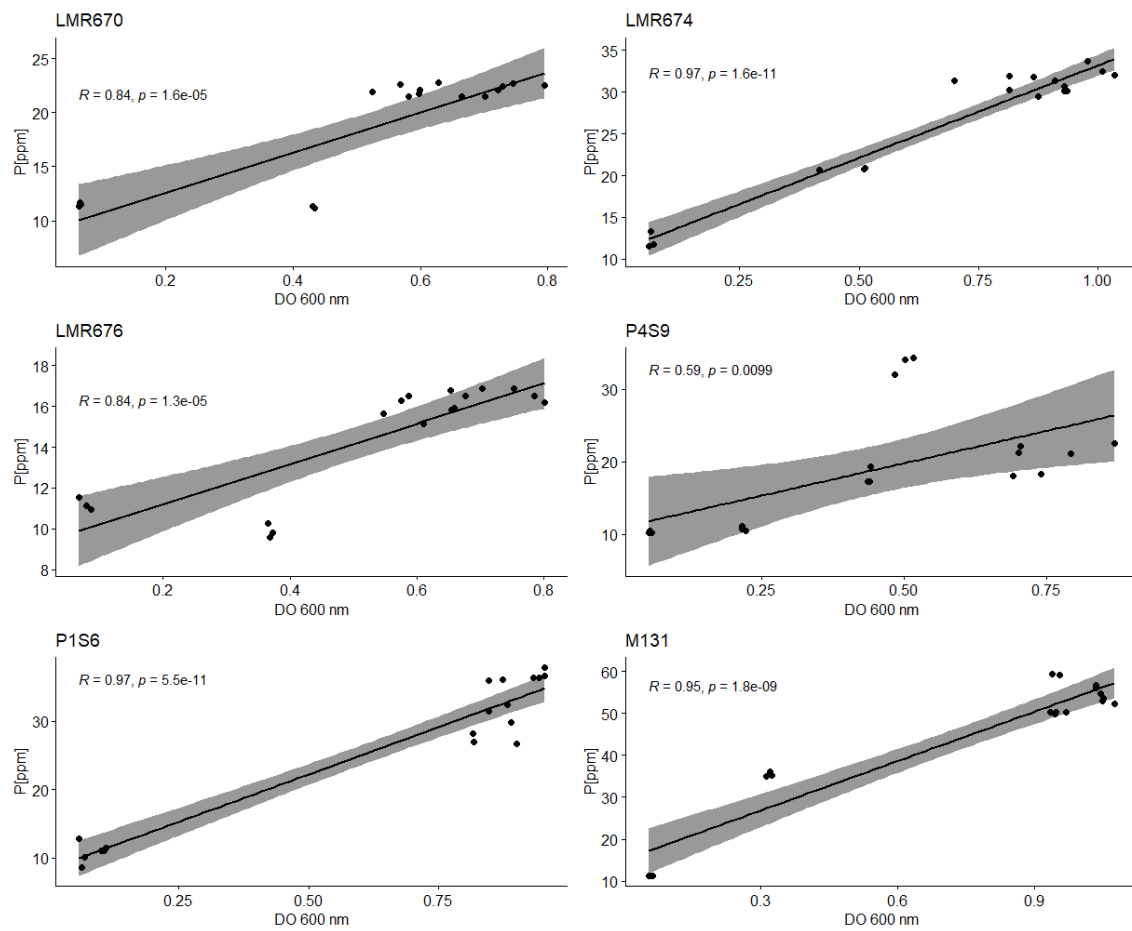 LMR670
R = 0.84, p = 1.6e-05
25
20
15
10
P[ppm]
0.2 0.4 0.6 0.8
DO 600 nm
LMR674
R = 0.97, p = 1.6e-11
35
30
25
20
15
10
P[ppm]
0.25 0.50 0.75 1.00
DO 600 nm
LMR676
R = 0.84, p = 1.3e-05
18
16
14
12
10
8
P[ppm]
0.2 0.4 0.6 0.8
DO 600 nm
P4S9
R = 0.59, p = 0.0099
30
20
10
P[ppm]
0.25 0.50 0.75
DO 600 nm
P1S6
R = 0.97, p = 5.5e-11
30
20
10
P[ppm]
0.25 0.50 0.75
DO 600 nm
M131
R = 0.95, p = 1.8e-09
60
50
40
30
20
10
P[ppm]
0.3 0.6 0.9
DO 600 nm